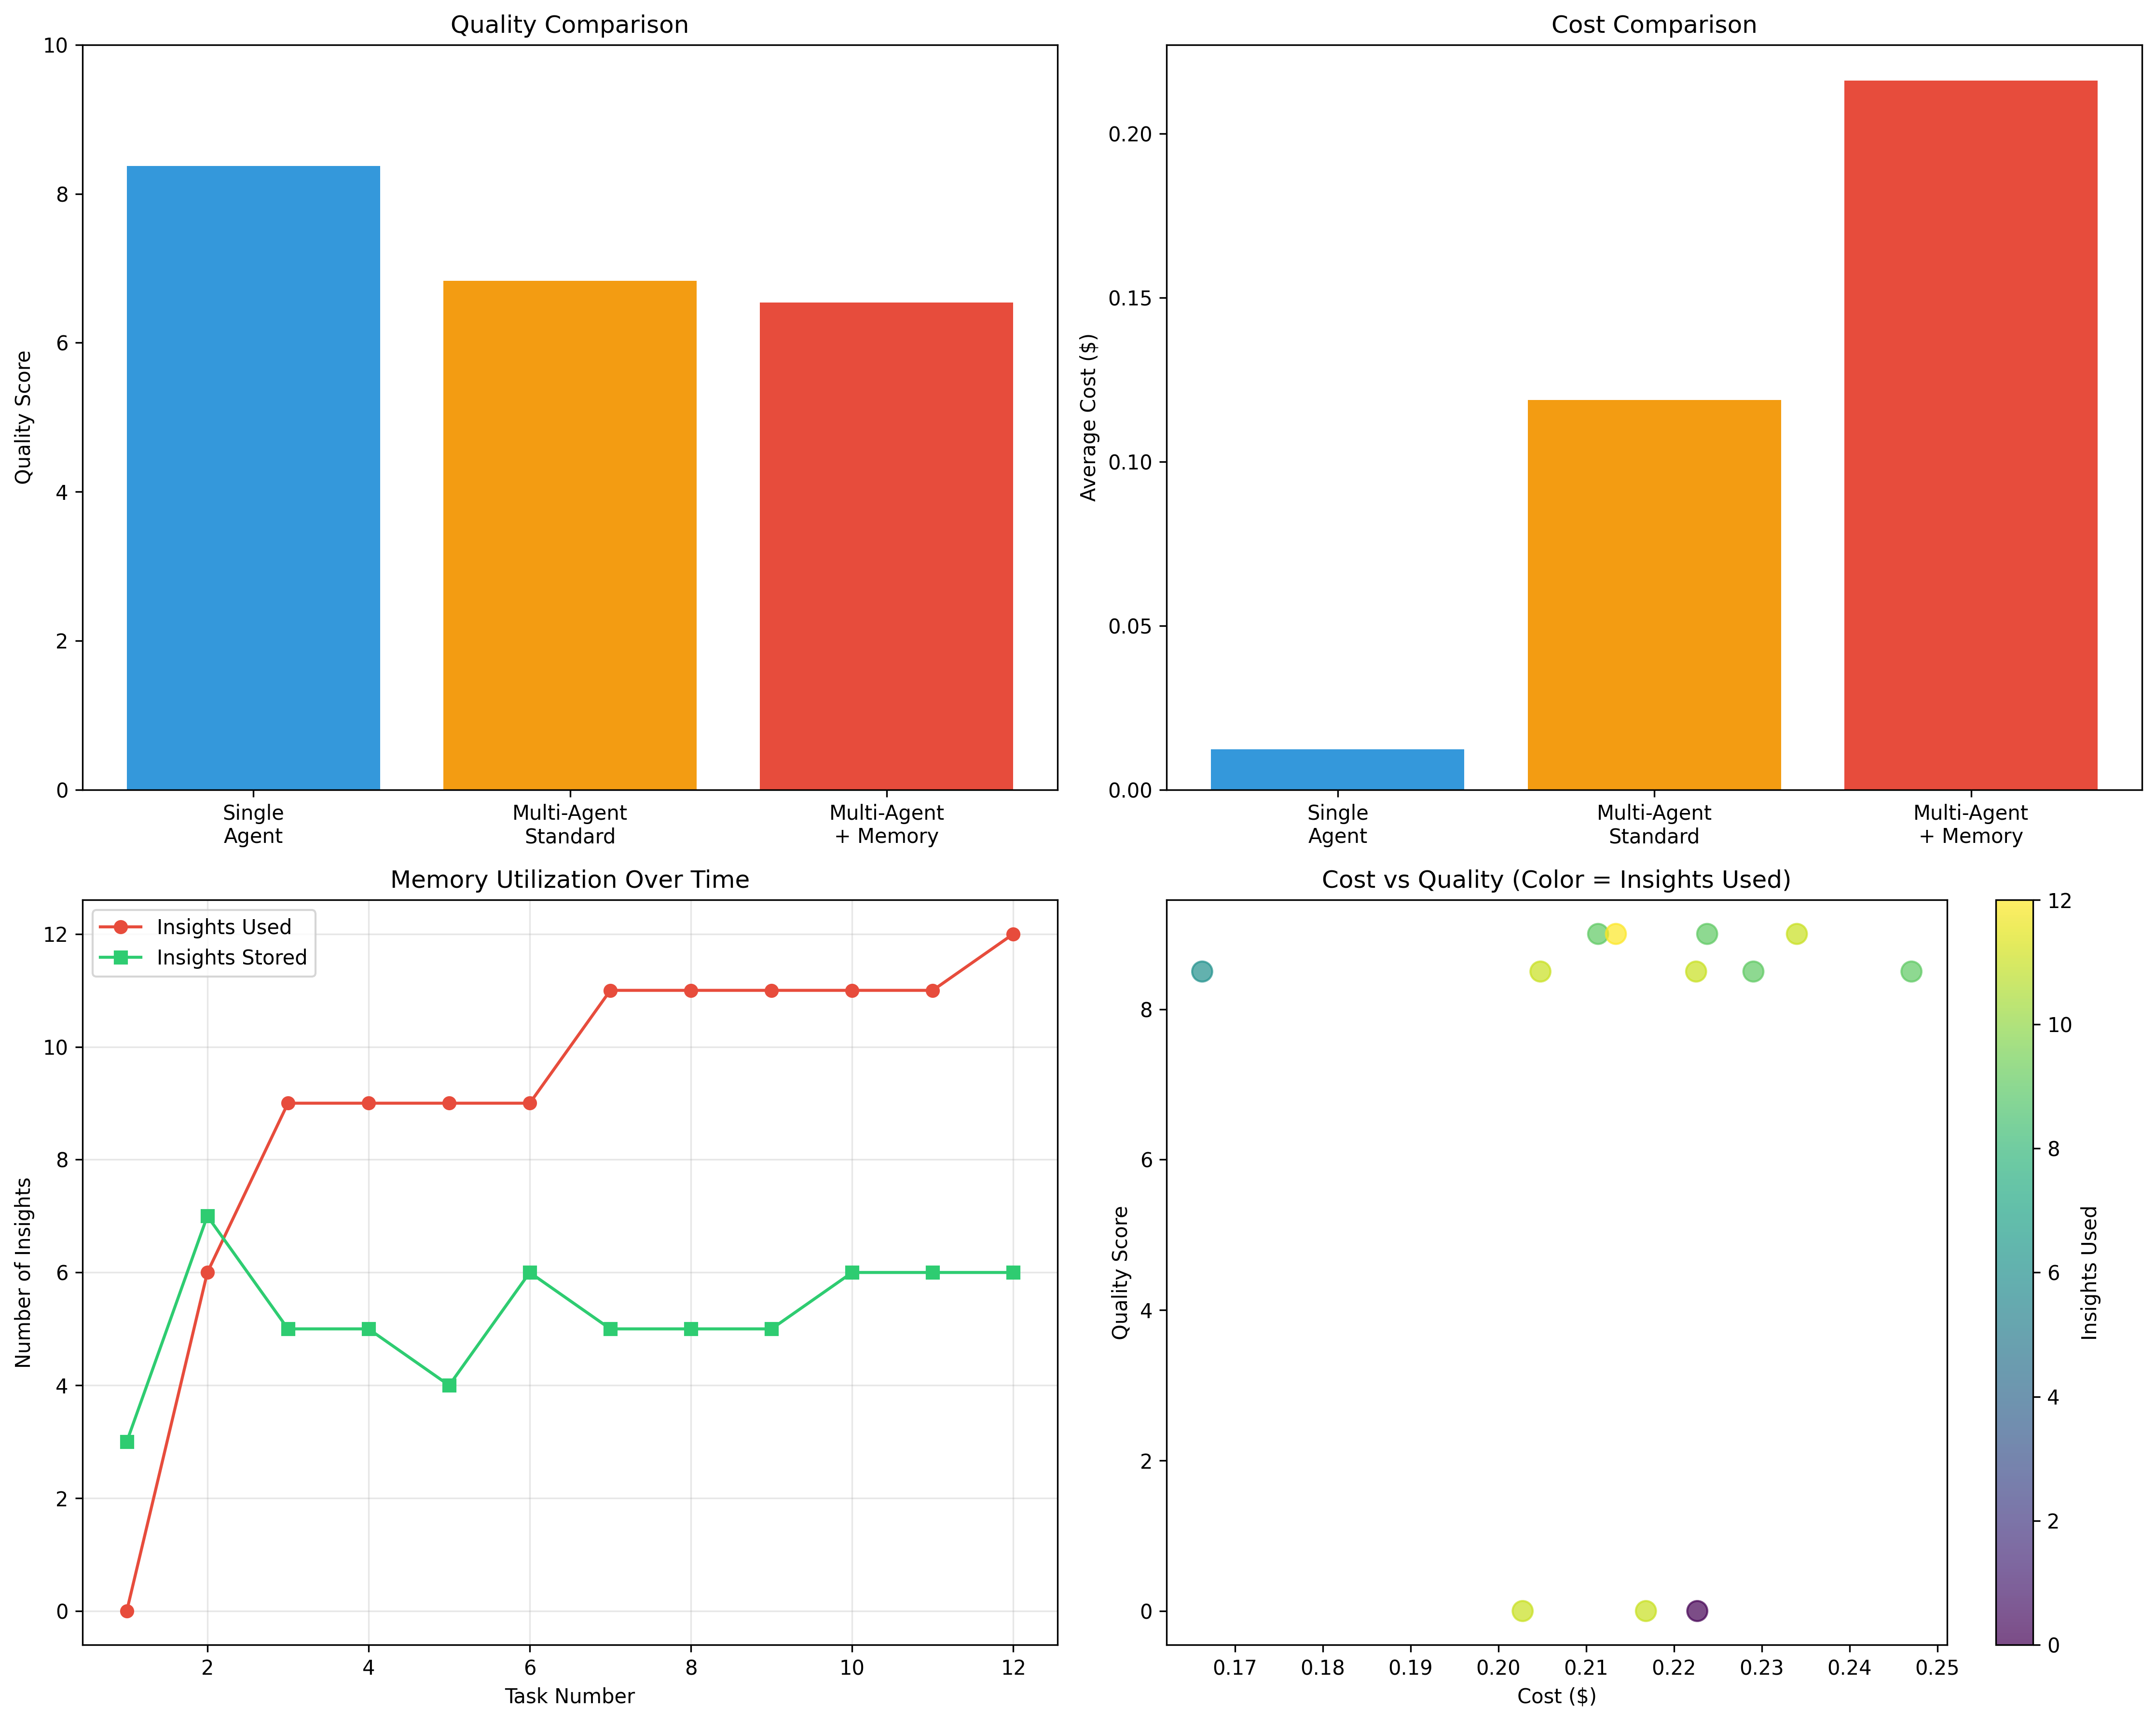 Quality Comparison
Quality Score
10
8
6
4
2
0
Single
Agent
Multi-Agent
Standard
Multi-Agent
+ Memory
Cost Comparison
Average Cost ($)
0.20
0.15
0.10
0.05
0.00
Single
Agent
Multi-Agent
Standard
Multi-Agent
+ Memory
Memory Utilization Over Time
Insights Used
Insights Stored
Number of Insights
12
10
8
6
4
2
0
2 4 6 8 10 12
Task Number
Cost vs Quality (Color = Insights Used)
Quality Score
8
6
4
2
0
0.17 0.18 0.19 0.20 0.21 0.22 0.23 0.24 0.25
Cost ($)
12
10
8
6
4
2
0
Insights Used